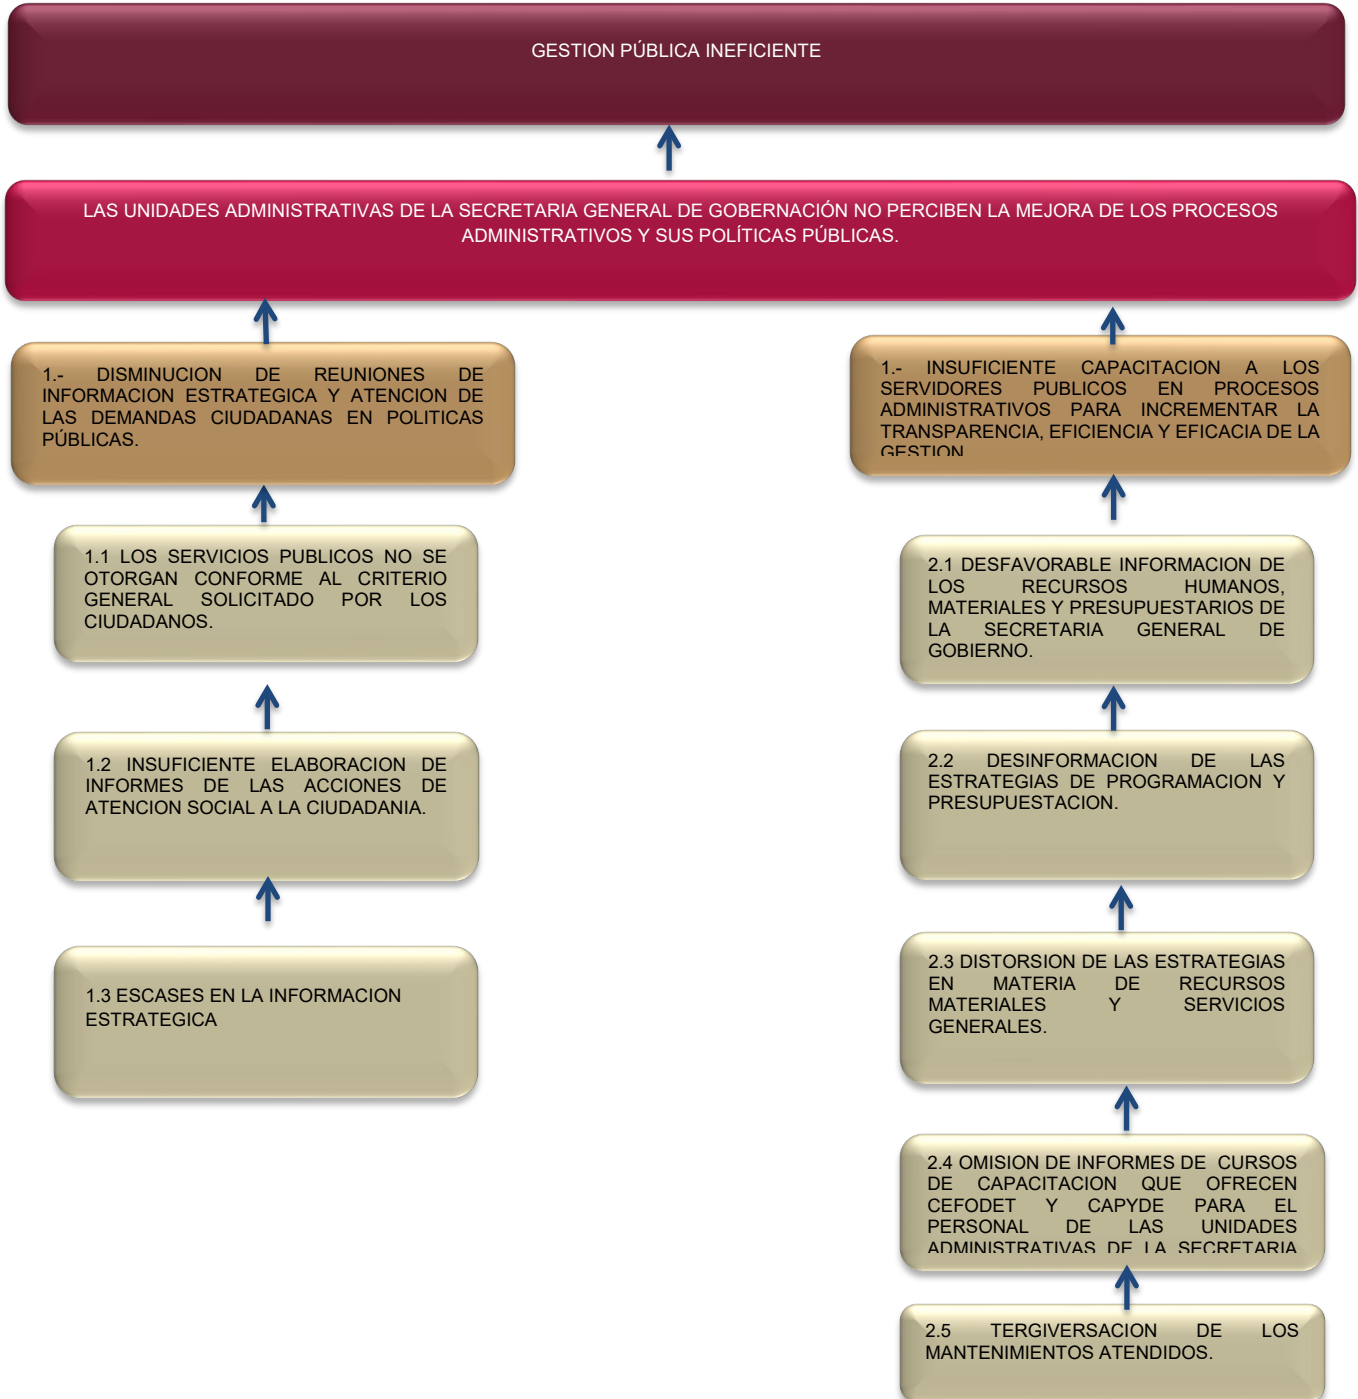 GESTION PÚBLICA INEFICIENTE
LAS UNIDADES ADMINISTRATIVAS DE LA SECRETARIA GENERAL DE GOBERNACIÓN NO PERCIBEN LA MEJORA DE LOS PROCESOS
ADMINISTRATIVOS Y SUS POLÍTICAS PÚBLICAS.
1.- DISMINUCION DE REUNIONES DE
INFORMACION ESTRATEGICA Y ATENCION DE
LAS DEMANDAS CIUDADANAS EN POLITICAS
PÚBLICAS.
1.1 LOS SERVICIOS PUBLICOS NO SE
OTORGAN CONFORME AL CRITERIO
GENERAL SOLICITADO POR LOS
CIUDADANOS.
1.2 INSUFICIENTE ELABORACION DE
INFORMES DE LAS ACCIONES DE
ATENCION SOCIAL A LA CIUDADANIA.
1.3 ESCASES EN LA INFORMACION
ESTRATEGICA
1.- INSUFICIENTE CAPACITACION A LOS
SERVIDORES PUBLICOS EN PROCESOS
ADMINISTRATIVOS PARA INCREMENTAR LA
TRANSPARENCIA, EFICIENCIA Y EFICACIA DE LA
GESTION
2.1 DESFAVORABLE INFORMACION DE
LOS RECURSOS HUMANOS,
MATERIALES Y PRESUPUESTARIOS DE
LA SECRETARIA GENERAL DE
GOBIERNO.
2.2 DESINFORMACION DE LAS
ESTRATEGIAS DE PROGRAMACION Y
PRESUPUESTACION.
2.3 DISTORSION DE LAS ESTRATEGIAS
EN MATERIA DE RECURSOS
MATERIALES Y SERVICIOS
GENERALES.
2.4 OMISION DE INFORMES DE CURSOS
DE CAPACITACION QUE OFRECEN
CEFODET Y CAPYDE PARA EL
PERSONAL DE LAS UNIDADES
ADMINISTRATIVAS DE LA SECRETARIA
2.5 TERGIVERSACION DE LOS
MANTENIMIENTOS ATENDIDOS.